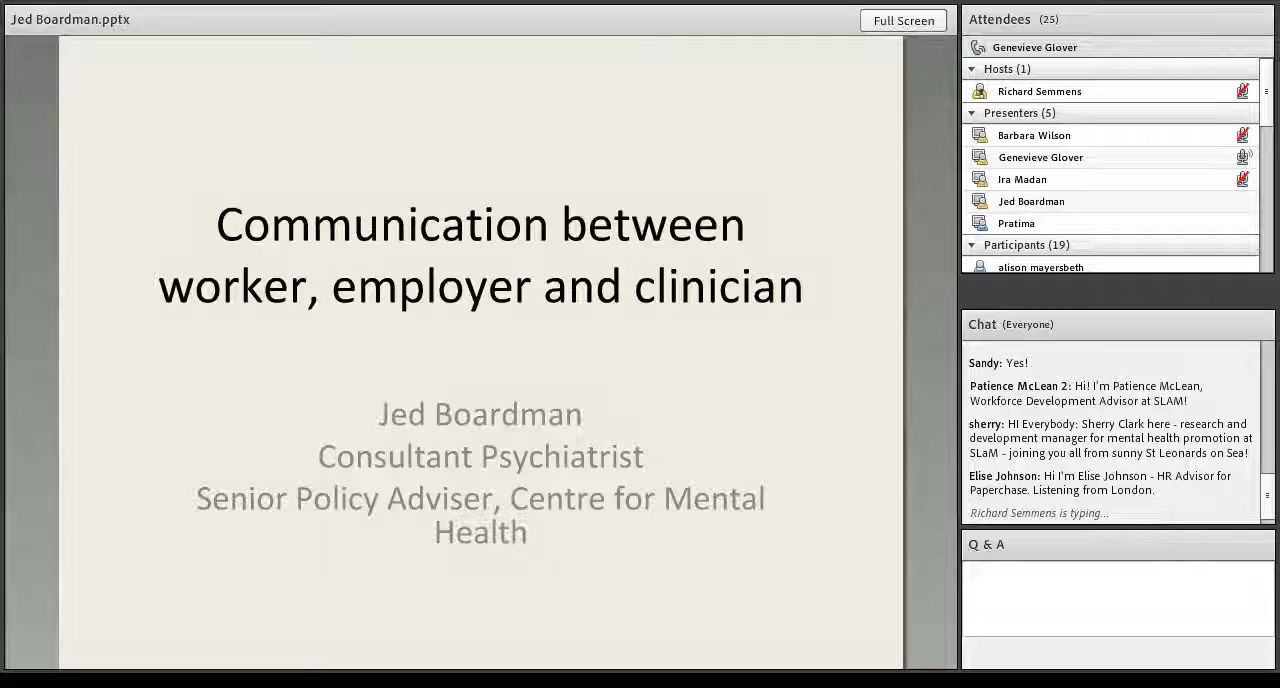 Jed Boardman.pptx
Full Screen
Communication between
worker, employer and clinician
Jed Boardman
Consultant Psychiatrist
Senior Policy Adviser, Centre for Mental
Health
Attendees (25)
Genevieve Glover
Hosts (1)
Richard Semmens
Presenters (5)
Barbara Wilson
Genevieve Glover
Ira Madan
Jed Boardman
Pratima
Participants (19)
alison mayersbeth
Chat (Everyone)
Sandy: Yes!
Patience McLean 2: Hi! I'm Patience McLean,
Workforce Development Advisor at SLAM!
sherry: HI Everybody: Sherry Clark here - research and
development manager for mental health promotion at
SLaM - joining you all from sunny St Leonards on Sea!
Elise Johnson: Hi I'm Elise Johnson - HR Advisor for
Paperchase. Listening from London.
Richard Semmens is typing...
Q & A